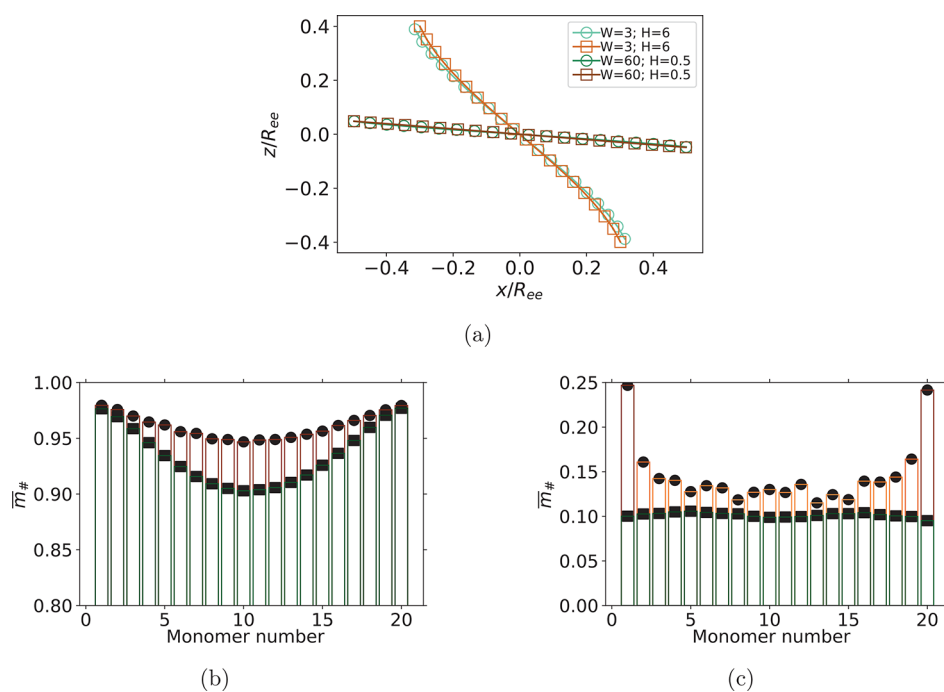 0.4
0.2
0.0
−0.2
−0.4
z/R_ee
W=3; H=6
W=3; H=6
W=60; H=0.5
W=60; H=0.5
−0.4 −0.2 0.0 0.2 0.4
x/R_ee
(a)
1.00
0.95
0.90
0.85
0.80
m̅_#
0 5 10 15 20
Monomer number
(b)
0.25
0.20
0.15
0.10
0.05
0.00
m̅_#
0 5 10 15 20
Monomer number
(c)